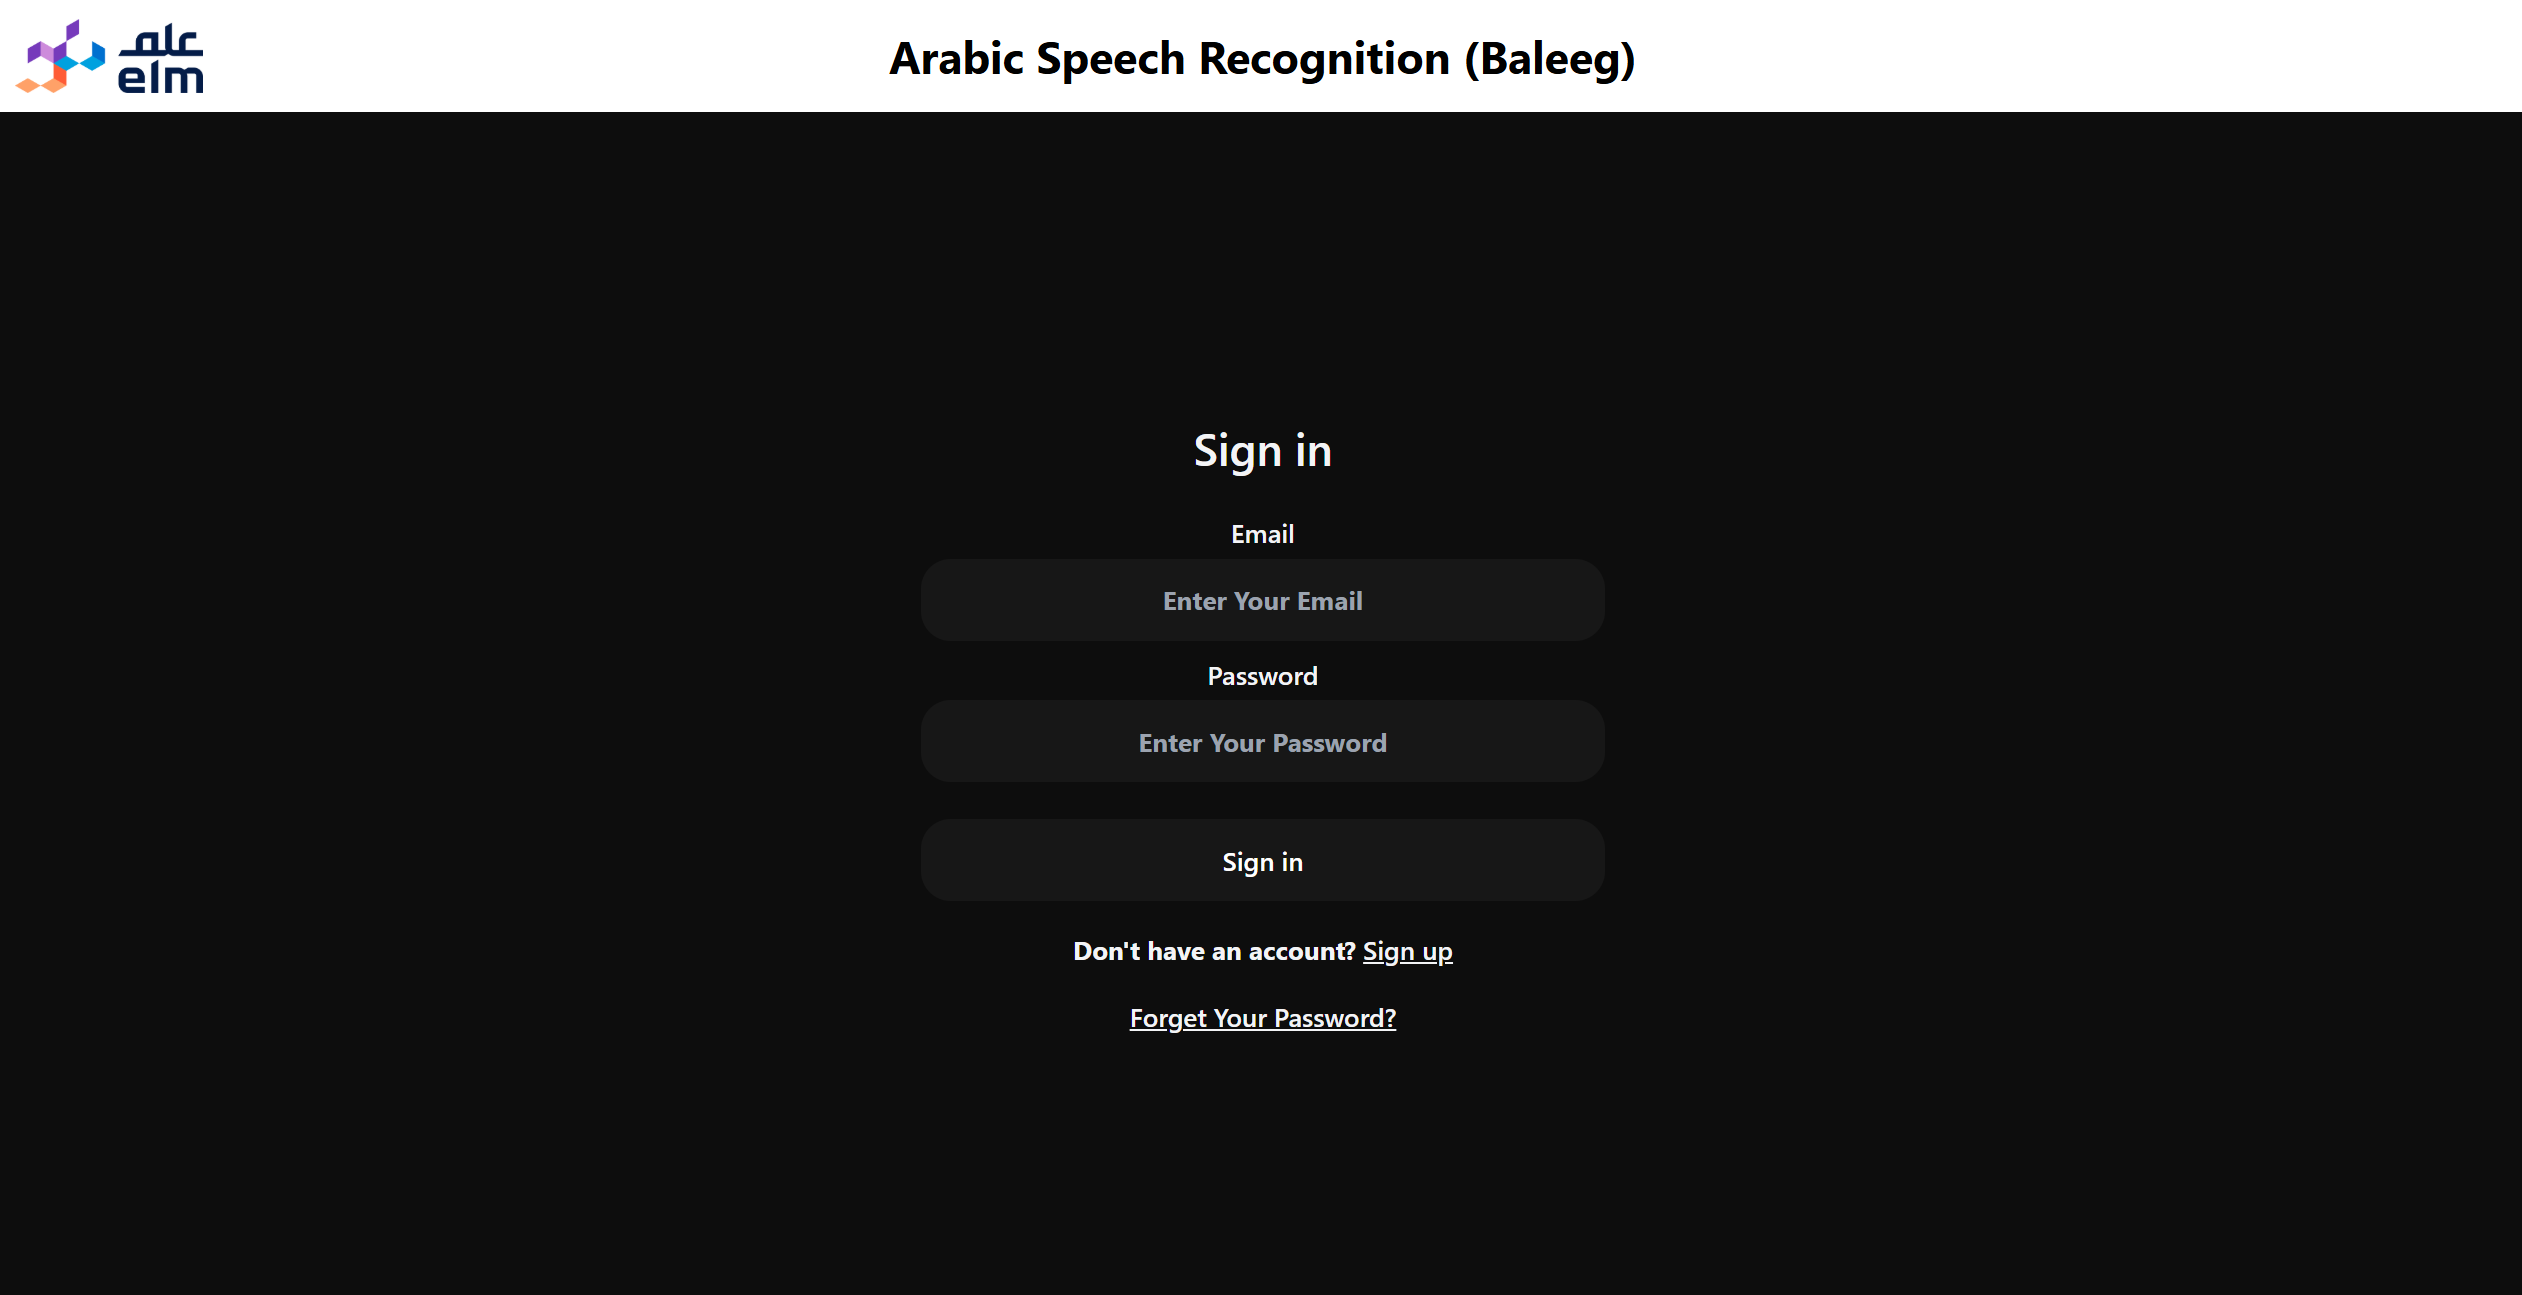 علم
elm
Arabic Speech Recognition (Baleeg)
Sign in
Email
Enter Your Email
Password
Enter Your Password
Sign in
Don't have an account? Sign up
Forget Your Password?